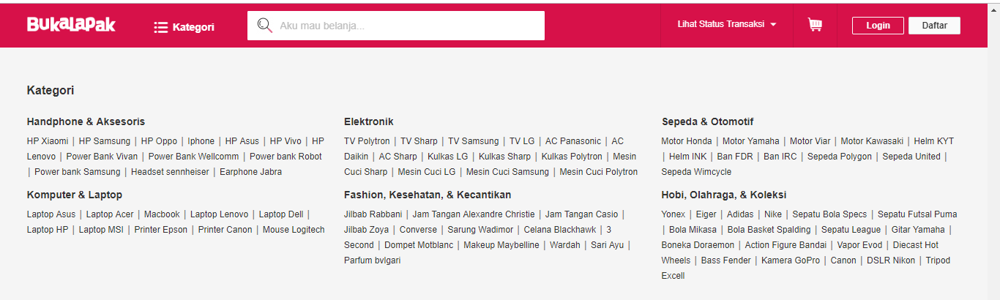 BukaLapak
Kategori
Aku mau belanja...
Lihat Status Transaksi
Login
Daftar
Kategori
Handphone & Aksesoris
HP Xiaomi | HP Samsung | HP Oppo | Iphone | HP Asus | HP Vivo | HP
Lenovo | Power Bank Vivan | Power Bank Wellcomm | Power bank Robot
| Power bank Samsung | Headset sennheiser | Earphone Jabra
Elektronik
TV Polytron | TV Sharp | TV Samsung | TV LG | AC Panasonic | AC
Daikin | AC Sharp | Kulkas LG | Kulkas Sharp | Kulkas Polytron | Mesin
Cuci Sharp | Mesin Cuci LG | Mesin Cuci Samsung | Mesin Cuci Polytron
Sepeda & Otomotif
Motor Honda | Motor Yamaha | Motor Viar | Motor Kawasaki | Helm KYT
| Helm INK | Ban FDR | Ban IRC | Sepeda Polygon | Sepeda United |
Sepeda Wimcycle
Komputer & Laptop
Laptop Asus | Laptop Acer | Macbook | Laptop Lenovo | Laptop Dell |
Laptop HP | Laptop MSI | Printer Epson | Printer Canon | Mouse Logitech
Fashion, Kesehatan, & Kecantikan
Jilbab Rabbani | Jam Tangan Alexandre Christie | Jam Tangan Casio |
Jilbab Zoya | Converse | Sarung Wadimor | Celana Blackhawk | 3
Second | Dompet Motblanc | Makeup Maybelline | Wardah | Sari Ayu |
Parfum bvlgari
Hobi, Olahraga, & Koleksi
Yonex | Eiger | Adidas | Nike | Sepatu Bola Specs | Sepatu Futsal Puma
| Bola Mikasa | Bola Basket Spalding | Sepatu League | Gitar Yamaha |
Boneka Doraemon | Action Figure Bandai | Vapor Evod | Diecast Hot
Wheels | Bass Fender | Kamera GoPro | Canon | DSLR Nikon | Tripod
Excell